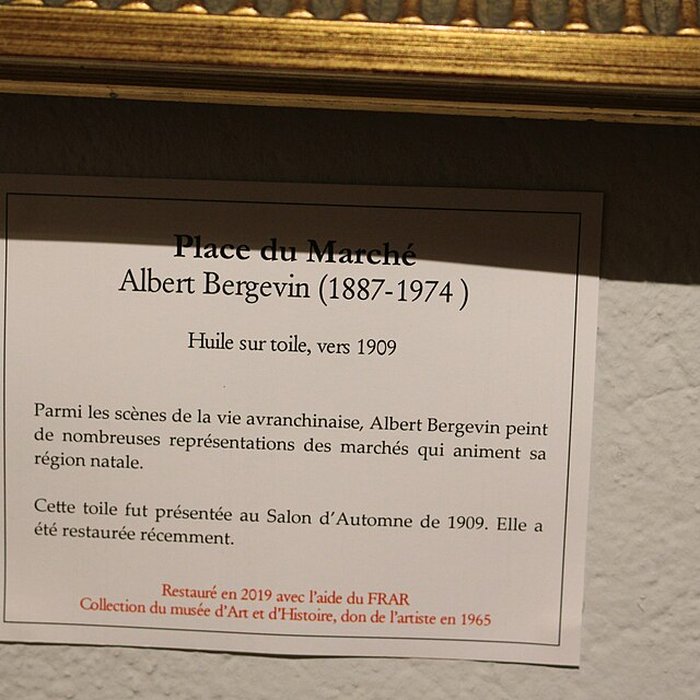 Place du Marché
Albert Bergevin (1887-1974 )
Huile sur toile, vers 1909
Parmi les scènes de la vie avranchinaise, Albert Bergevin peint
de nombreuses représentations des marchés qui animent sa
région natale.
Cette toile fut présentée au Salon d'Automne de 1909. Elle a
été restaurée récemment.
Restauré en 2019 avec l'aide du FRAR
Collection du musée d'Art et d'Histoire, don de l'artiste en 1965